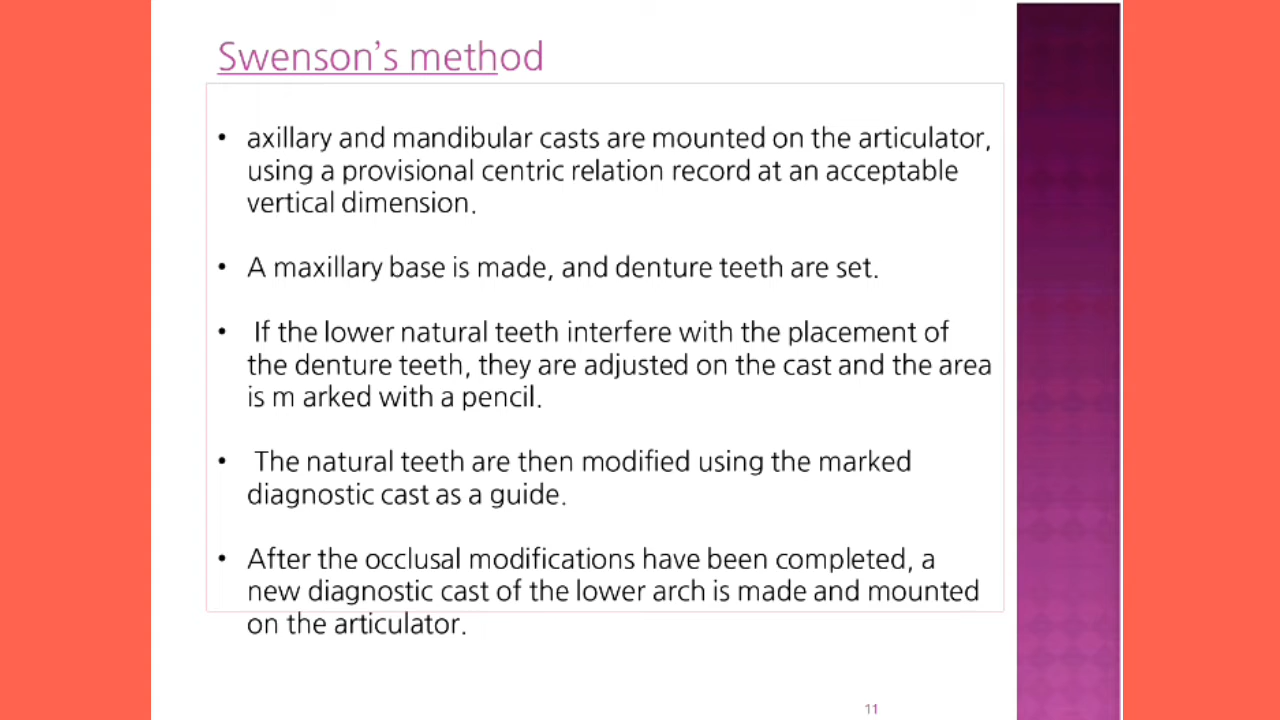 Swenson's method
• axillary and mandibular casts are mounted on the articulator,
using a provisional centric relation record at an acceptable
vertical dimension.
• A maxillary base is made, and denture teeth are set.
• If the lower natural teeth interfere with the placement of
the denture teeth, they are adjusted on the cast and the area
is m arked with a pencil.
• The natural teeth are then modified using the marked
diagnostic cast as a guide.
• After the occlusal modifications have been completed, a
new diagnostic cast of the lower arch is made and mounted
on the articulator.
11